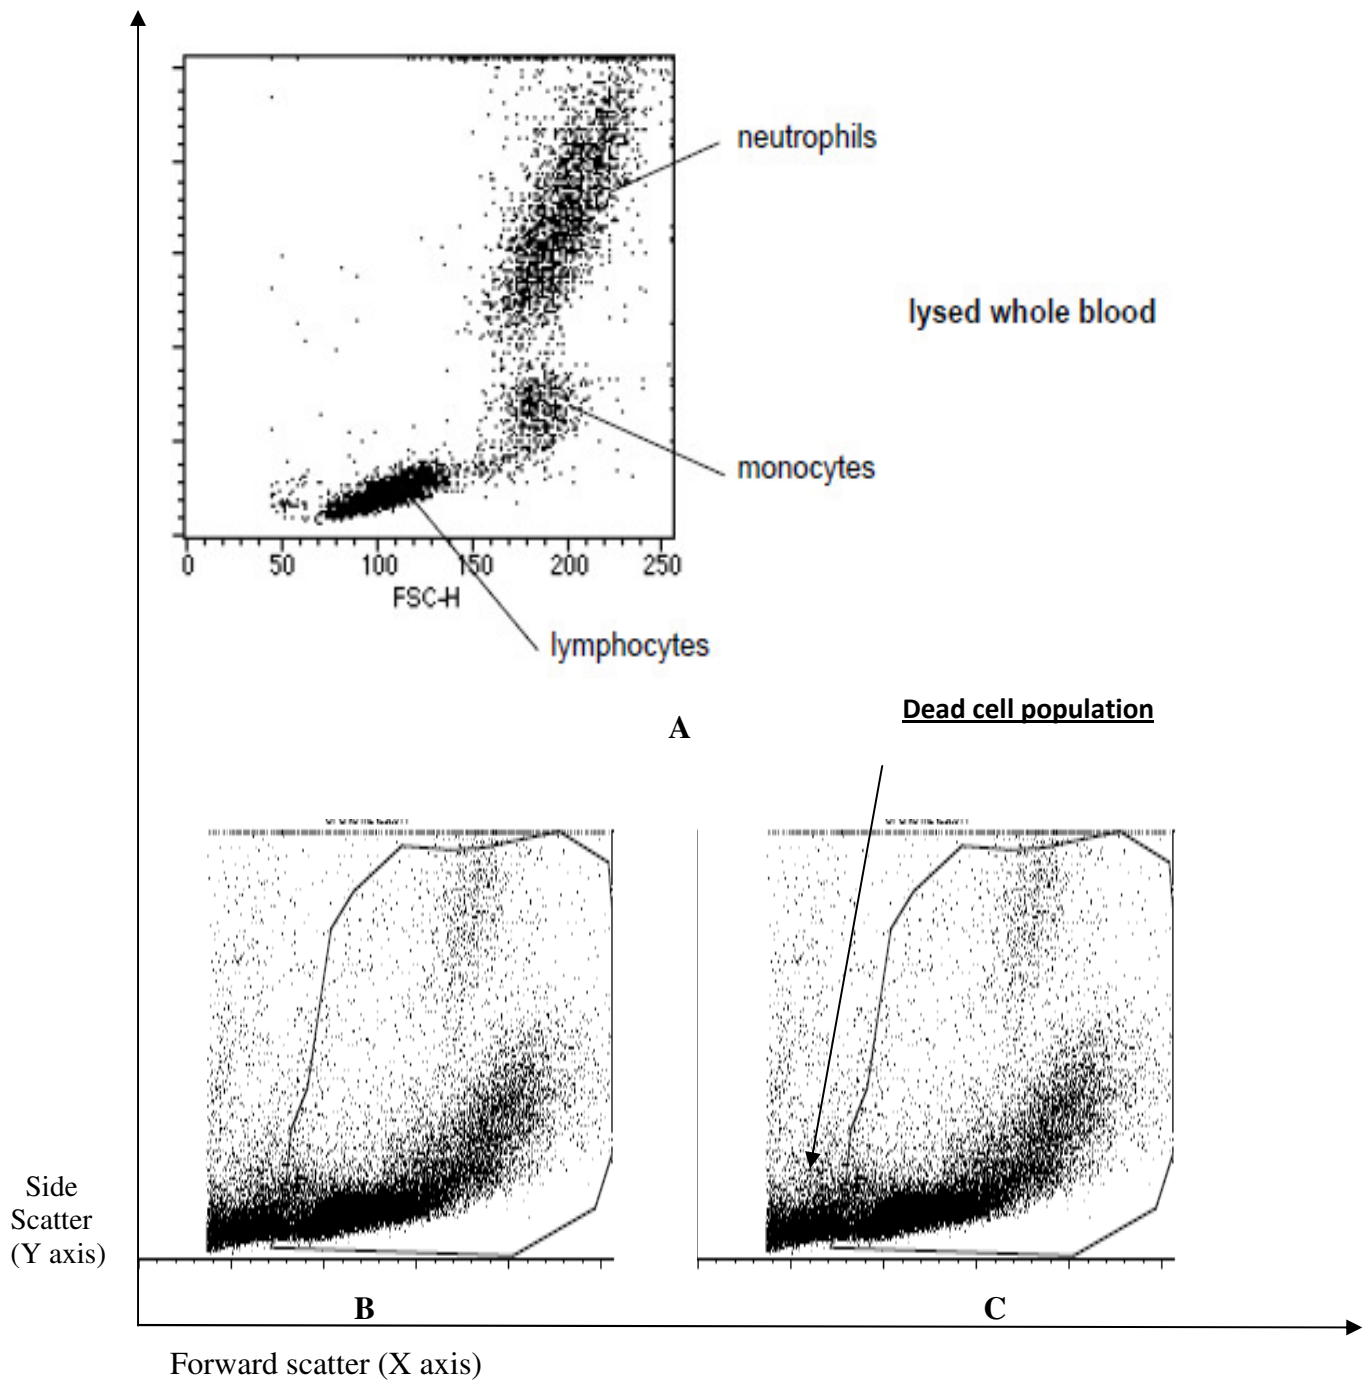 neutrophils
lysed whole blood
monocytes
0 50 100 150 200 250
FSC-H
lymphocytes
Dead cell population
A
Side
Scatter
(Y axis)
B
C
Forward scatter (X axis)